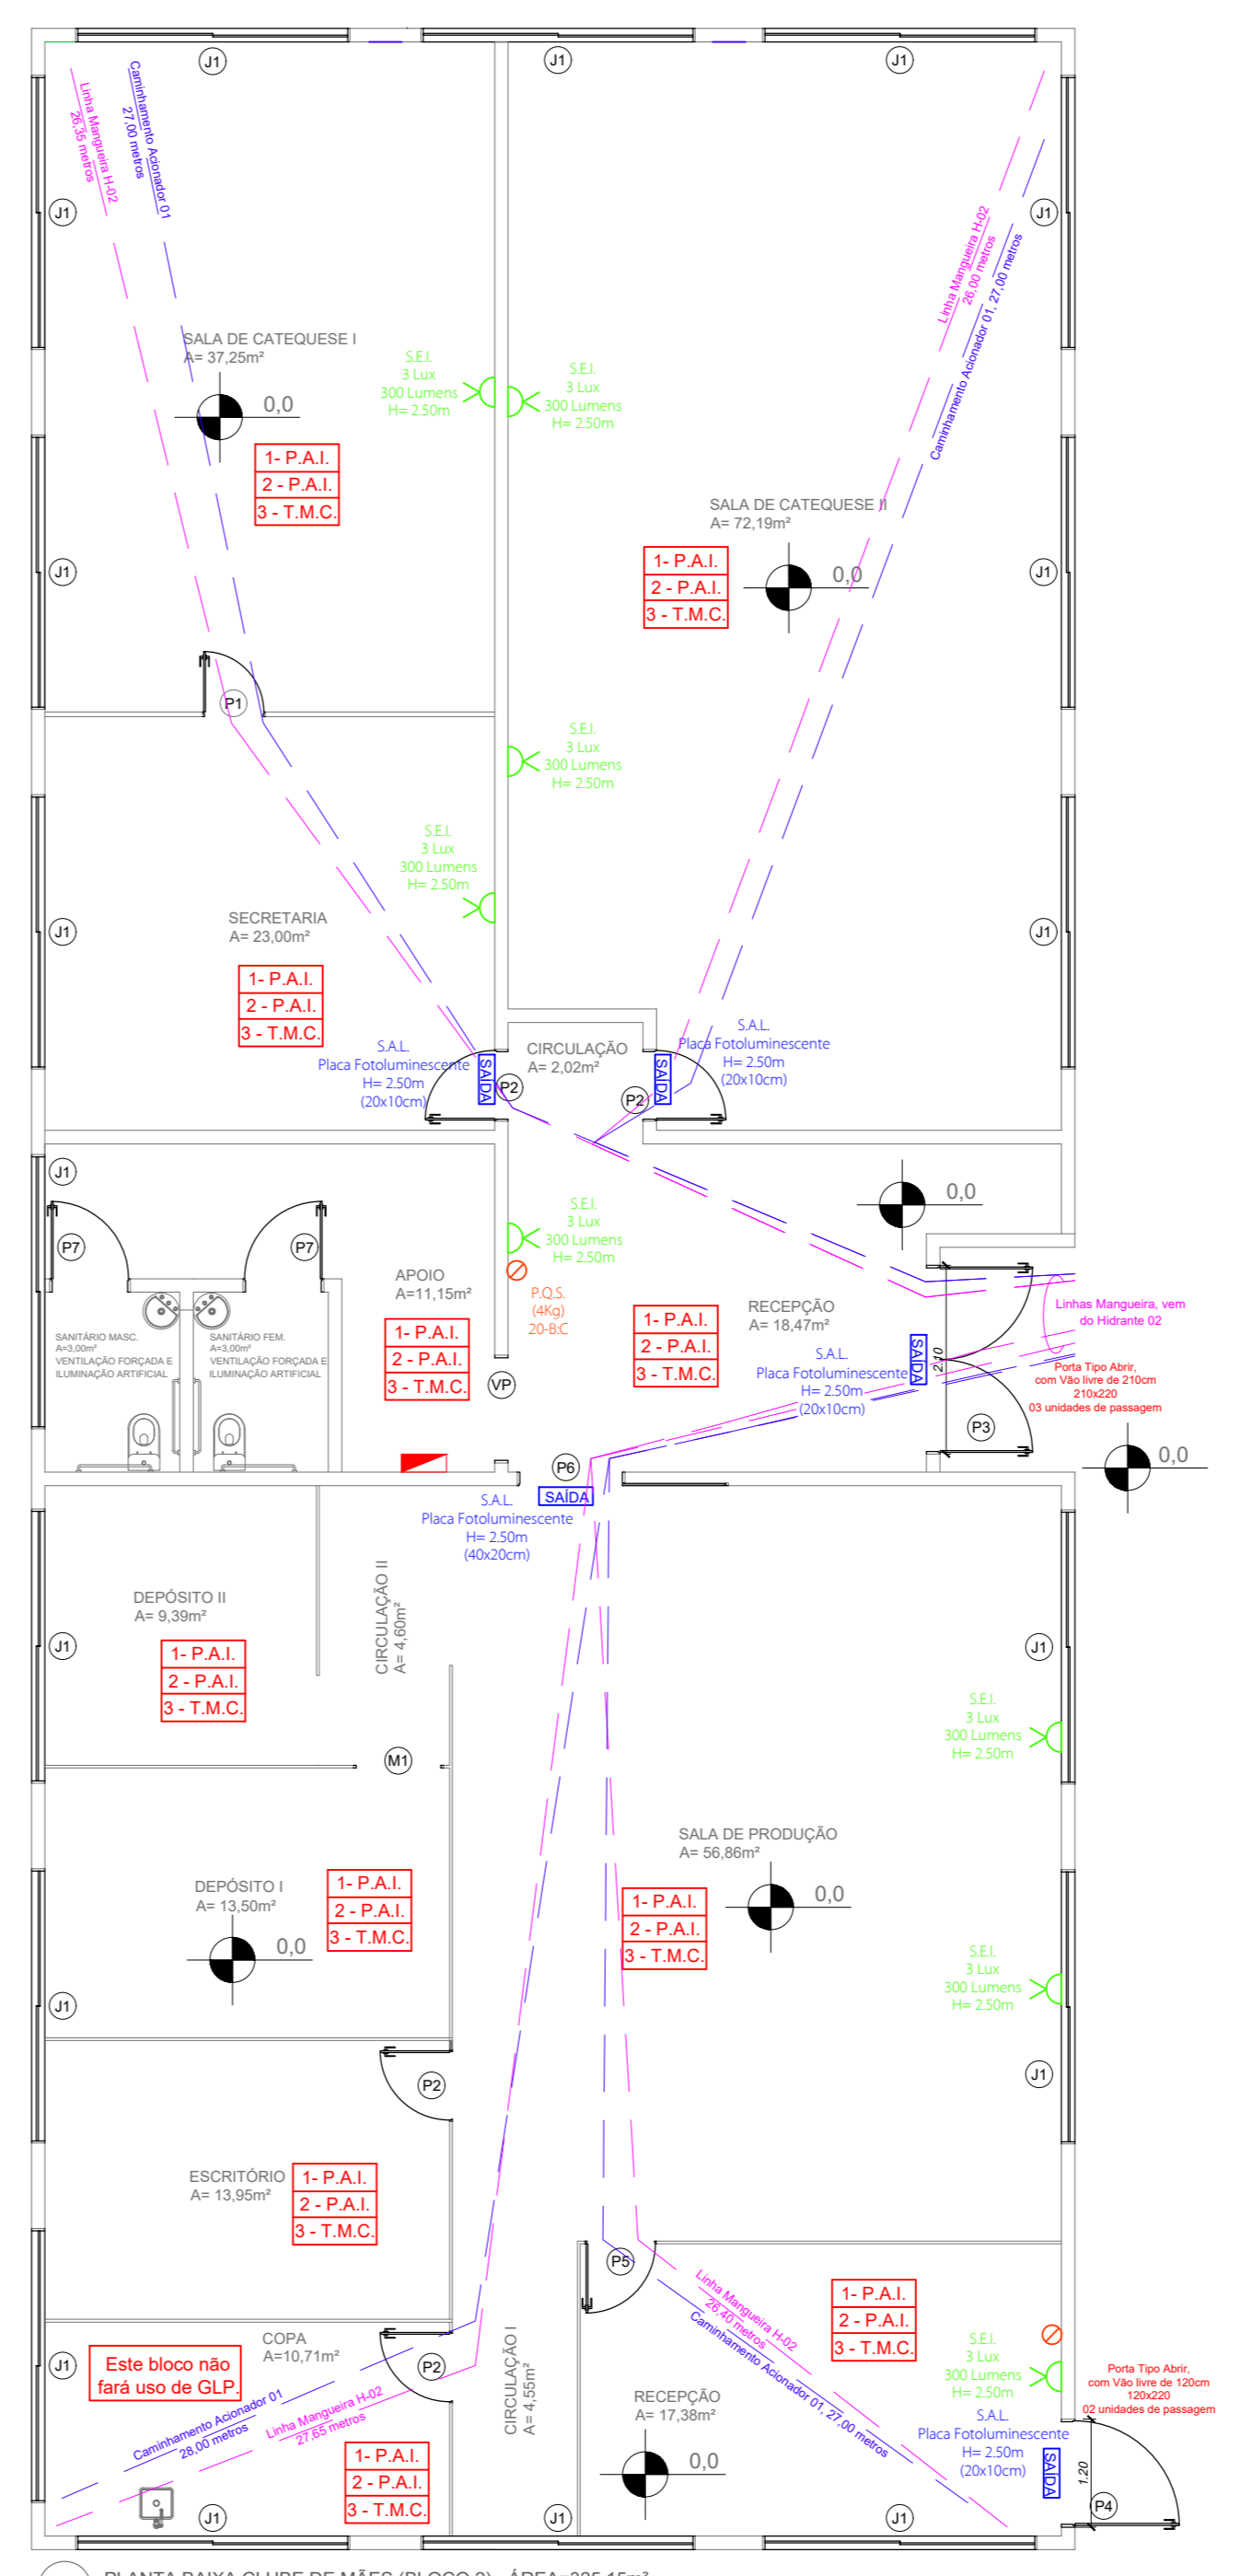 J1
J1
J1
Linha Mangueira H-02
26,35 metros
Caminhamento Acionador 01
27,00 metros
J1
J1
Linha Mangueira H-02
26,00 metros
Caminhamento Acionador 01, 27,00 metros
SALA DE CATEQUESE I
A= 37,25m²
0,0
S.E.I.
3 Lux
300 Lumens
H= 2.50m
S.E.I.
3 Lux
300 Lumens
H= 2.50m
1- P.A.I.
2 - P.A.I.
3 - T.M.C.
SALA DE CATEQUESE II
A= 72,19m²
0,0
1- P.A.I.
2 - P.A.I.
3 - T.M.C.
J1
J1
P1
S.E.I.
3 Lux
300 Lumens
H= 2.50m
S.E.I.
3 Lux
300 Lumens
H= 2.50m
SECRETARIA
A= 23,00m²
J1
J1
1- P.A.I.
2 - P.A.I.
3 - T.M.C.
S.A.L.
Placa Fotoluminescente
H= 2.50m
(20x10cm)
SAÍDA
P2
CIRCULAÇÃO
A= 2,02m²
P2
SAÍDA
S.A.L.
Placa Fotoluminescente
H= 2.50m
(20x10cm)
J1
P7
P7
0,0
S.E.I.
3 Lux
300 Lumens
H= 2.50m
P.Q.S.
(4Kg)
20-B:C
APOIO
A=11,15m²
1- P.A.I.
2 - P.A.I.
3 - T.M.C.
SANITÁRIO MASC.
A=3,00m²
VENTILAÇÃO FORÇADA E
ILUMINAÇÃO ARTIFICIAL
SANITÁRIO FEM.
A=3,00m²
VENTILAÇÃO FORÇADA E
ILUMINAÇÃO ARTIFICIAL
VP
RECEPÇÃO
A= 18,47m²
1- P.A.I.
2 - P.A.I.
3 - T.M.C.
S.A.L.
Placa Fotoluminescente
H= 2.50m
(20x10cm)
SAÍDA
2.10
Linhas Mangueira, vem
do Hidrante 02
Porta Tipo Abrir,
com Vão livre de 210cm
210x220
03 unidades de passagem
P3
0,0
P6
SAÍDA
S.A.L.
Placa Fotoluminescente
H= 2.50m
(40x20cm)
DEPÓSITO II
A= 9,39m²
CIRCULAÇÃO II
A= 4,60m²
J1
J1
1- P.A.I.
2 - P.A.I.
3 - T.M.C.
S.E.I.
3 Lux
300 Lumens
H= 2.50m
M1
SALA DE PRODUÇÃO
A= 56,86m²
0,0
1- P.A.I.
2 - P.A.I.
3 - T.M.C.
DEPÓSITO I
A= 13,50m²
0,0
1- P.A.I.
2 - P.A.I.
3 - T.M.C.
S.E.I.
3 Lux
300 Lumens
H= 2.50m
J1
J1
P2
ESCRITÓRIO
A= 13,95m²
1- P.A.I.
2 - P.A.I.
3 - T.M.C.
P5
Linha Mangueira H-02
26,40 metros
Caminhamento Acionador 01, 27,00 metros
1- P.A.I.
2 - P.A.I.
3 - T.M.C.
COPA
A=10,71m²
J1
Este bloco não
fará uso de GLP.
P2
CIRCULAÇÃO I
A= 4,55m²
S.E.I.
3 Lux
300 Lumens
H= 2.50m
Porta Tipo Abrir,
com Vão livre de 120cm
120x220
02 unidades de passagem
Caminhamento Acionador 01
28,00 metros
Linha Mangueira H-02
27,65 metros
RECEPÇÃO
A= 17,38m²
0,0
S.A.L.
Placa Fotoluminescente
H= 2.50m
(20x10cm)
SAÍDA
1.20
P4
1- P.A.I.
2 - P.A.I.
3 - T.M.C.
J1
J1
J1
PLANTA BAIXA CLUBE DE MÃES (BLOCO 2) - ÁREA=325,15m²